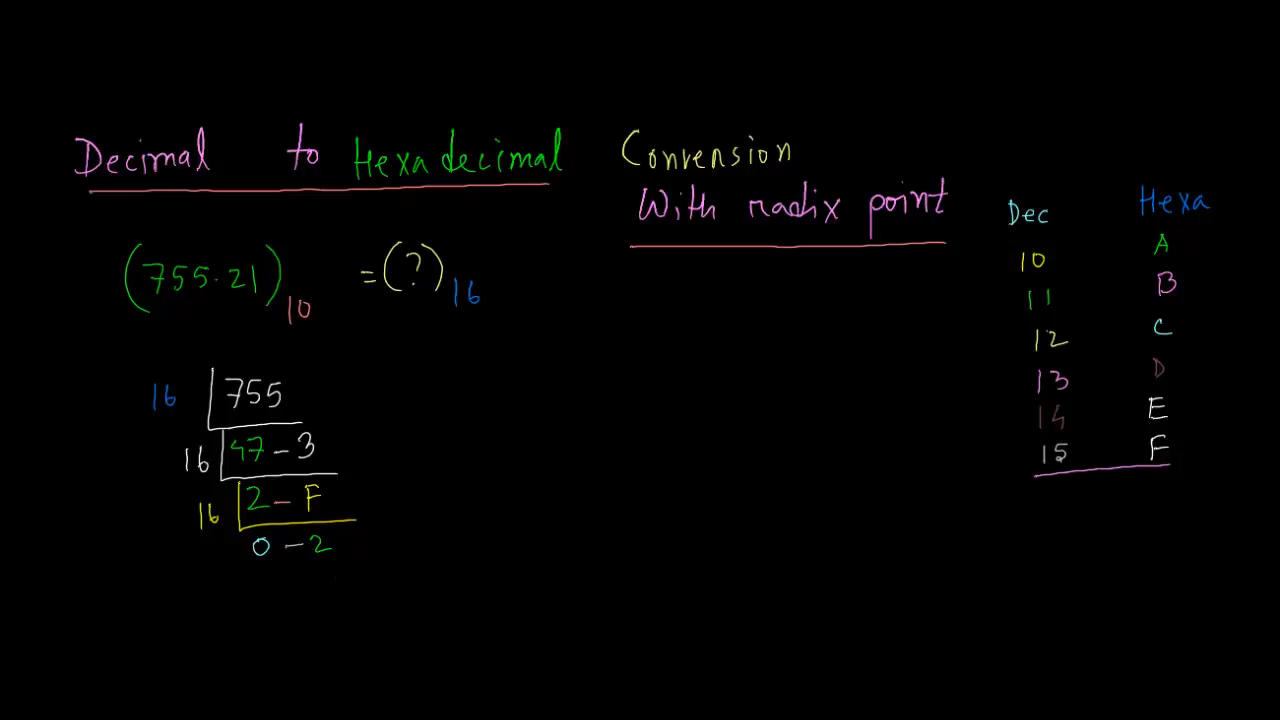 Decimal to Hexadecimal Convension
With radix point
(755.21)10 = (?)16
16 755
16 47 - 3
16 2 - F
0 - 2
Dec Hexa
10 A
11 B
12 C
13 D
14 E
15 F